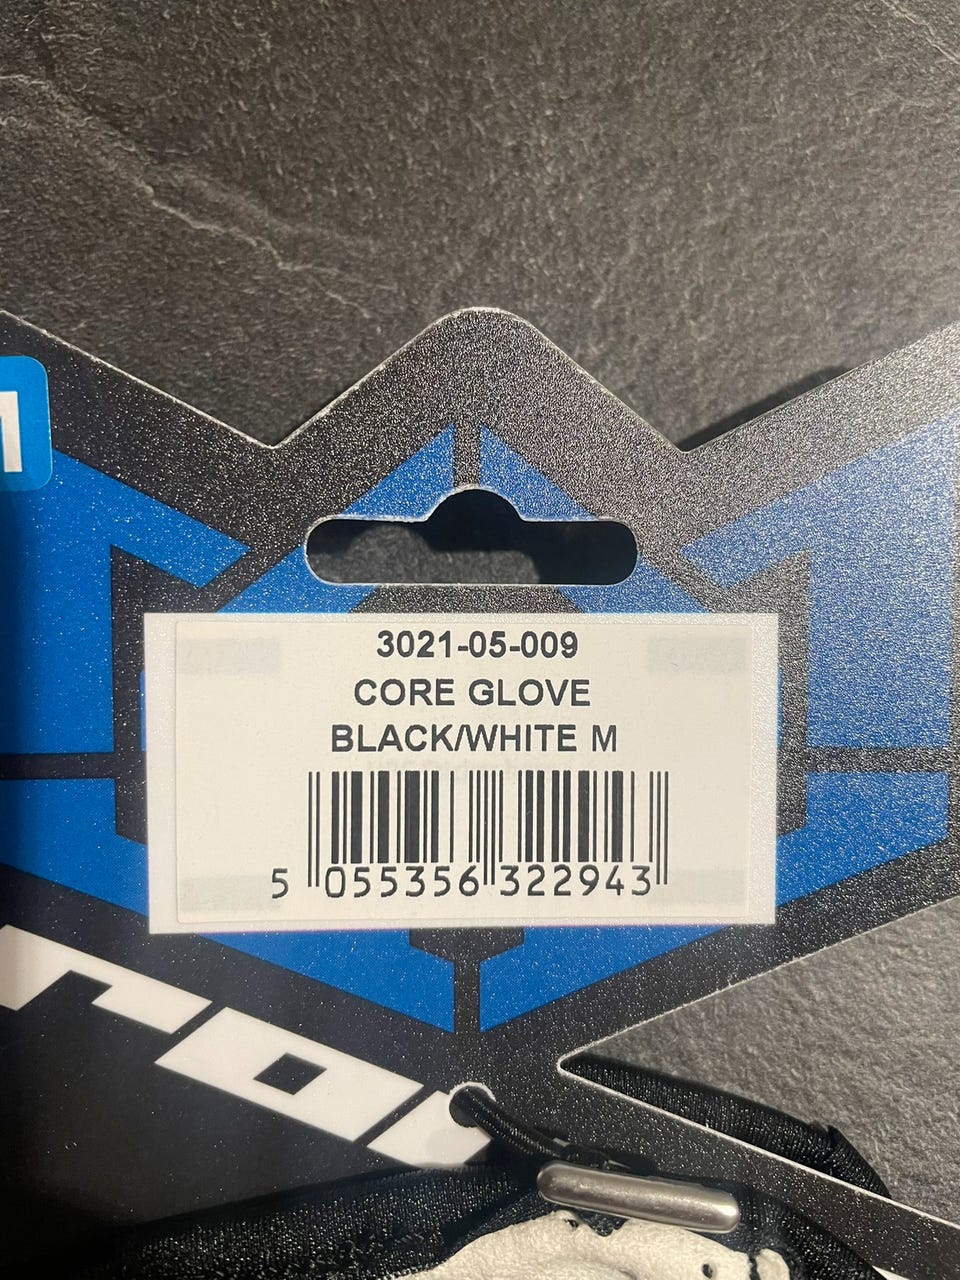 3021-05-009
CORE GLOVE
BLACK/WHITE M
5 055356 322943